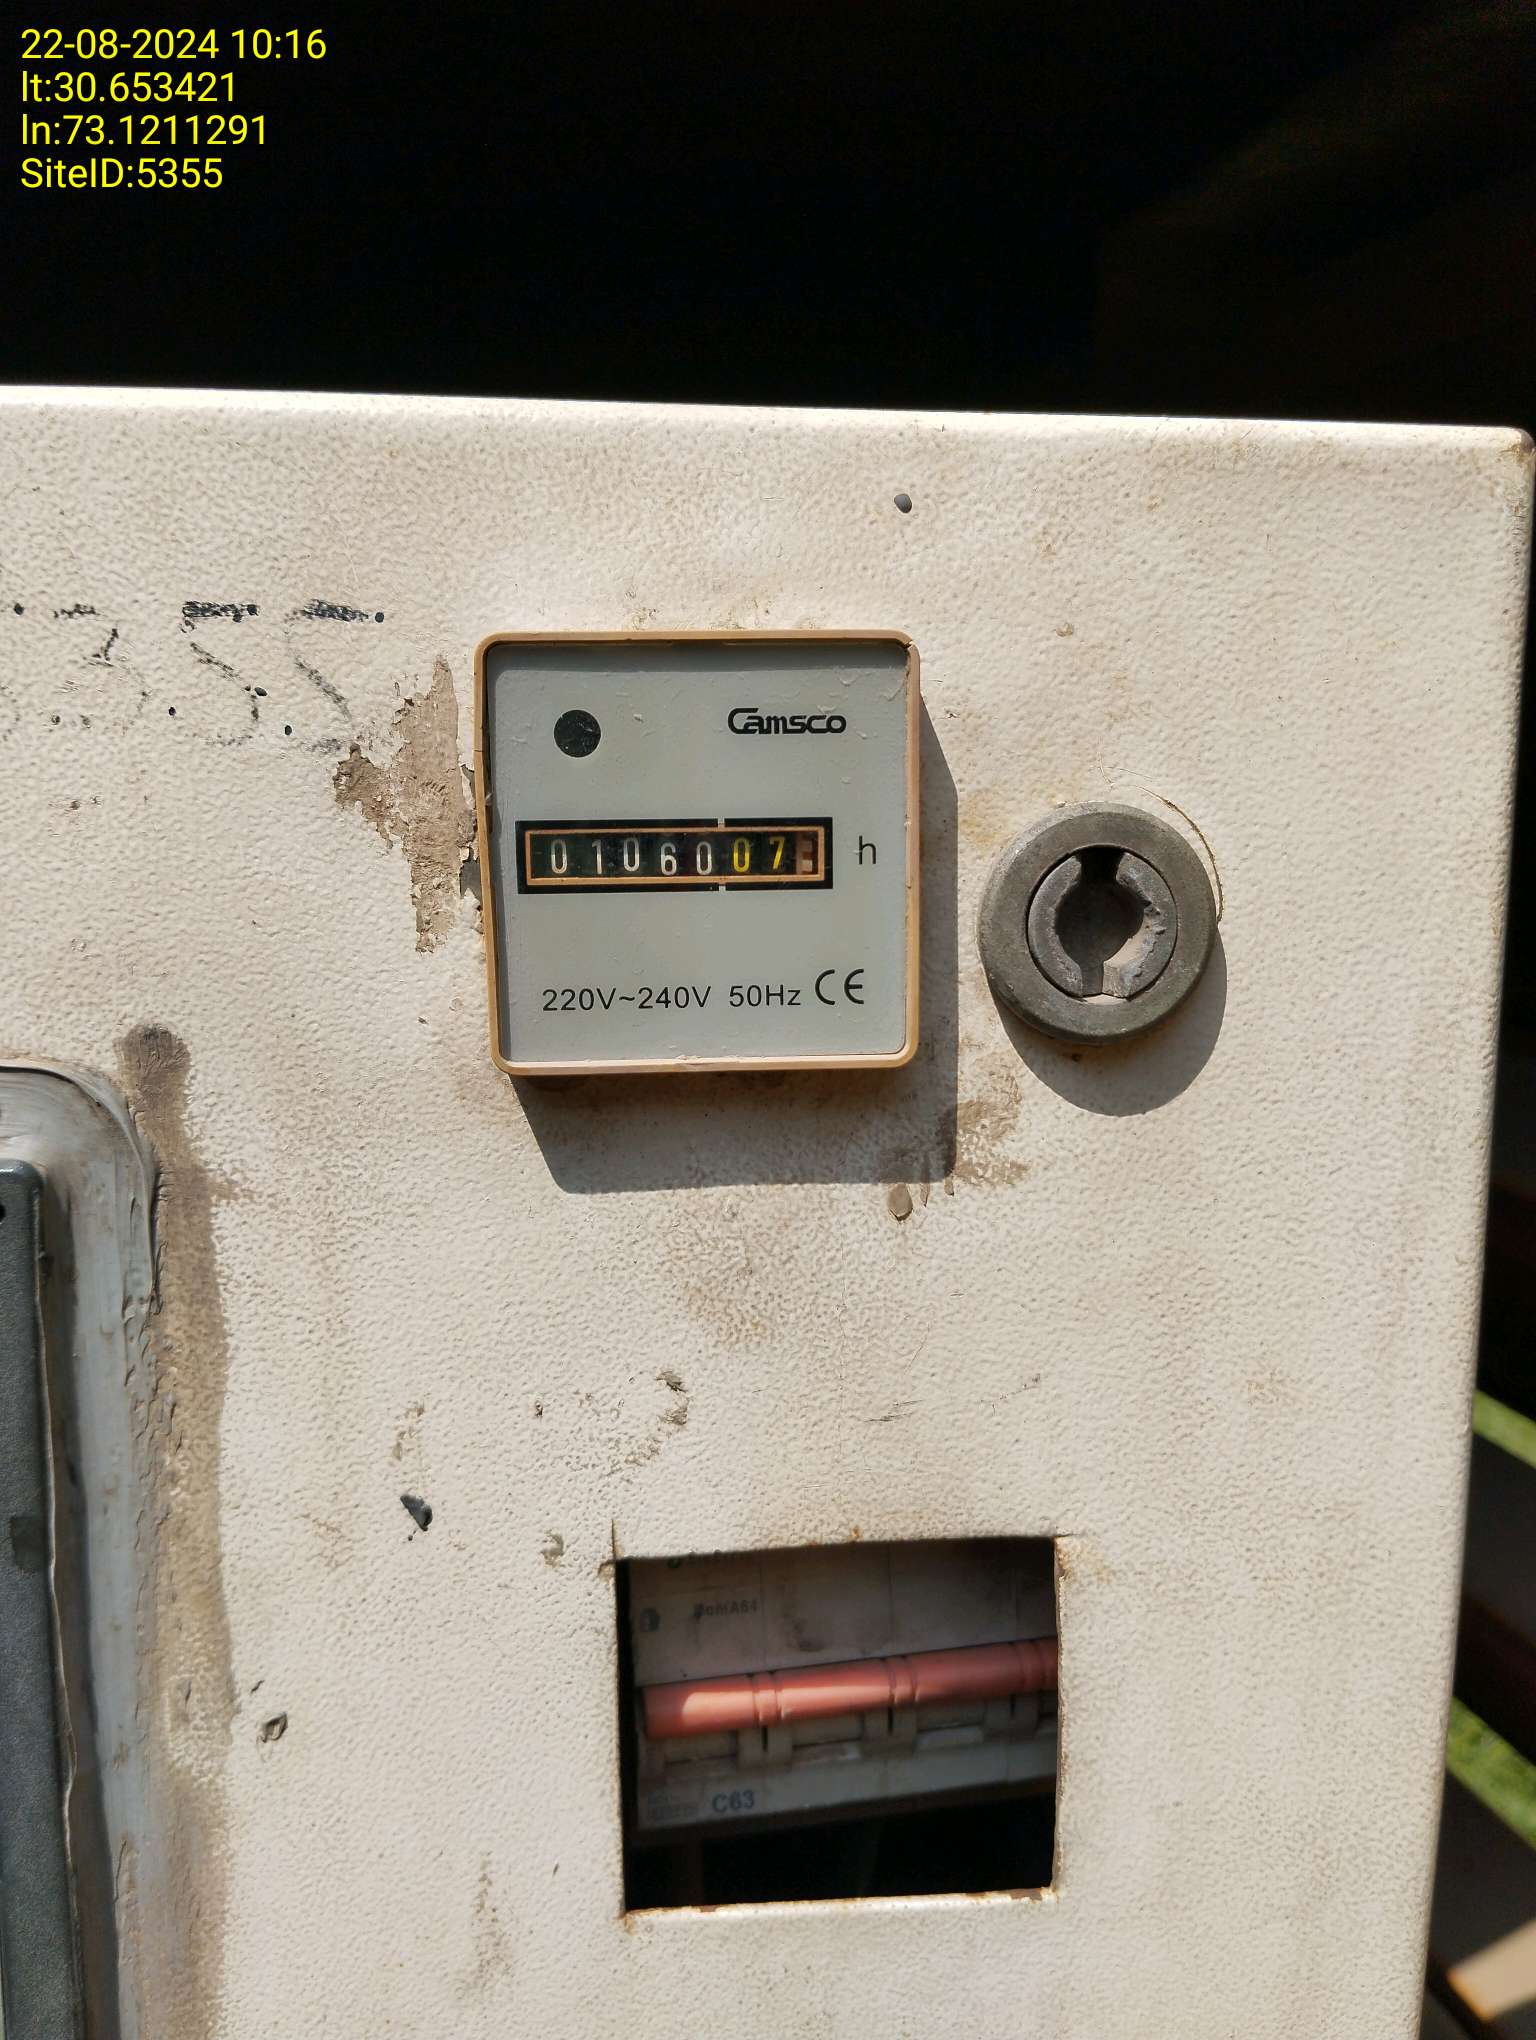 22-08-2024 10:16
lt:30.653421
ln:73.1211291
SiteID:5355
355
Camsco
0106007 h
220V~240V 50Hz CE
C63